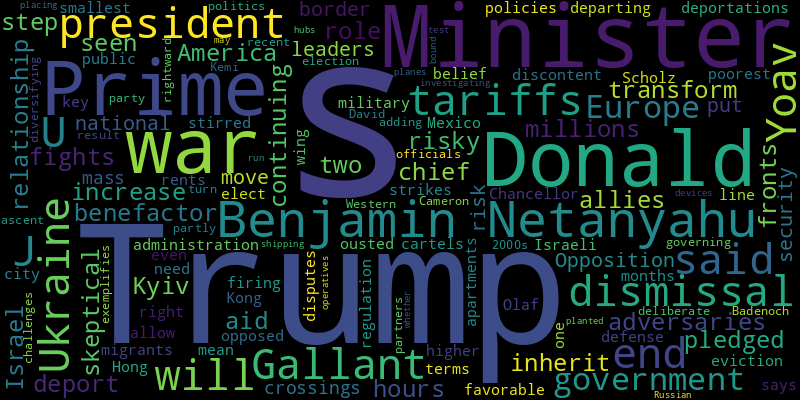 placing smallest president Minister policies departing
step politics border deportations
seen America role leaders Prime
public hubs may recent Kemi stirred
relationship diversifying rightward belief discontent Scholz poorest test bound
key party election planes investigating transform Yoav
U national continuing S military David tariffs Europe put
result war wing adding Mexico millions
fights mass rents turn run two risky officials Donald
move elect chief strikes Western Cameron Chancellor allies line fronts
increase benefactor Benjamin Netanyahu risk devices
ascent J partly Trump administration ousted cartels 2000s Israeli governing security
Ukraine city even shipping disputes operatives apartments Opposition said
skeptical exemplifies Kyiv need firing regulation months dismissal
Israel challenges Kong partners whether Olaf deliberate Badenoch
right aid opposed one planted adversaries
allow defense pledged
migrants mean Gallant higher end eviction
Hong will crossings hours terms inherit government says
deport favorable Russian